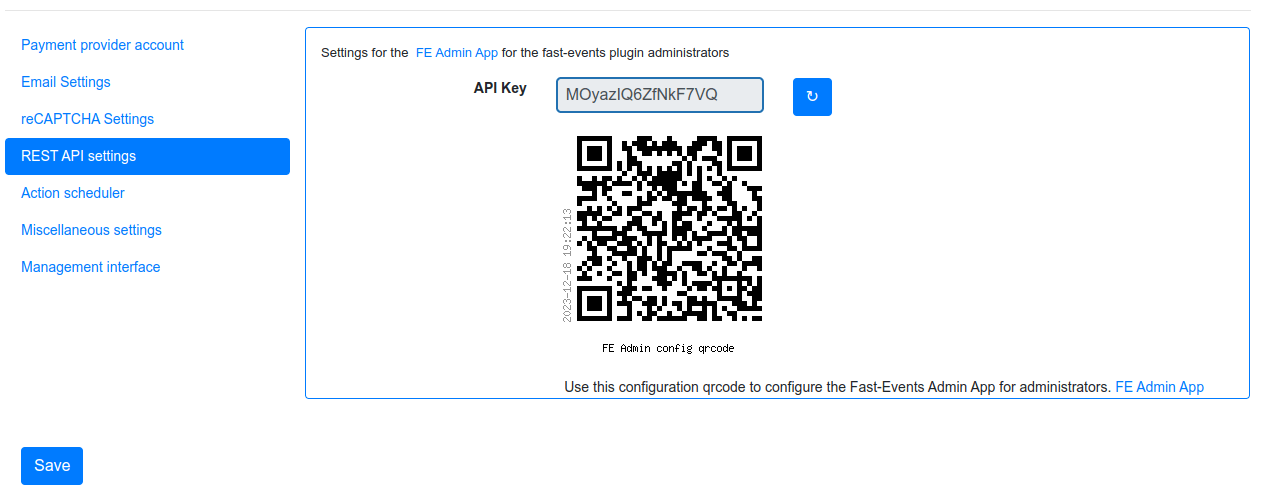 Payment provider account
Email Settings
reCAPTCHA Settings
REST API settings
Action scheduler
Miscellaneous settings
Management interface
Settings for the FE Admin App for the fast-events plugin administrators
API Key MOyazIQ6ZfNkF7VQ ↻
2023-12-18 19:22:13
FE Admin config qrcode
Use this configuration qrcode to configure the Fast-Events Admin App for administrators. FE Admin App
Save